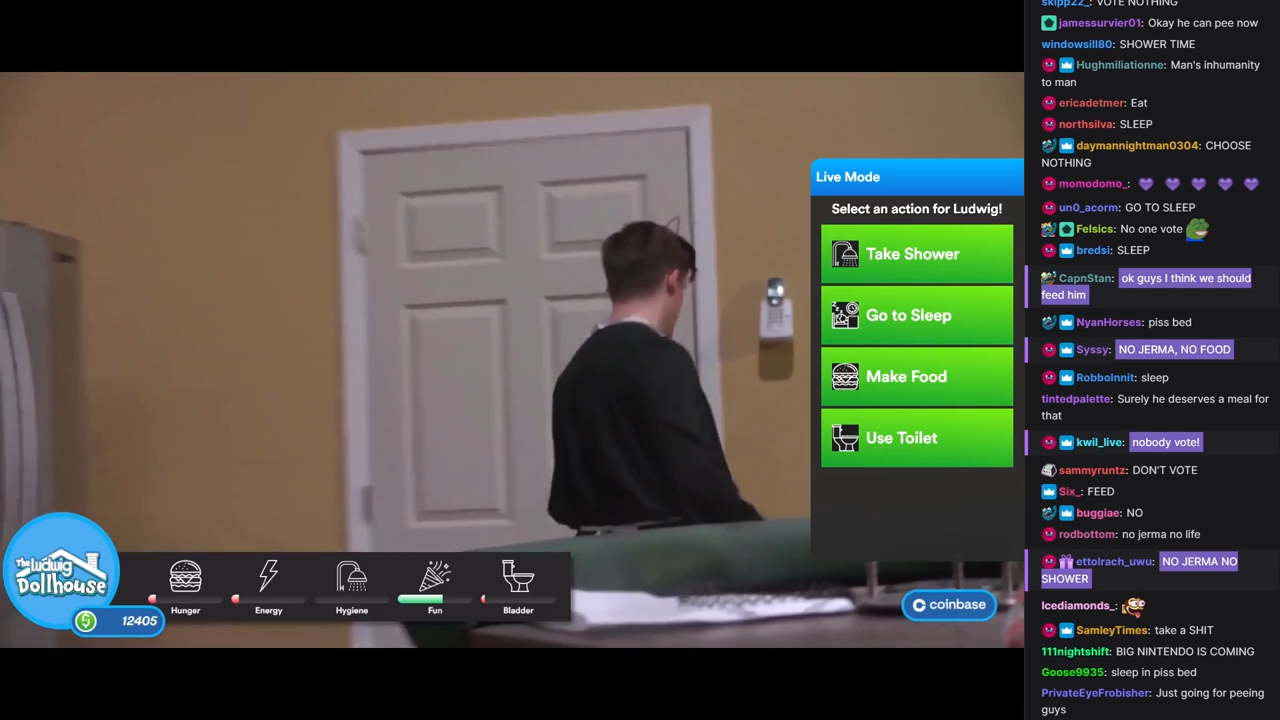 skipp22_: VOTE NOTHING
jamessurvier01: Okay he can pee now
windowsill80: SHOWER TIME
Hughmiliationne: Man's inhumanity
to man
ericadetmer: Eat
northsilva: SLEEP
daymannightman0304: CHOOSE
NOTHING
momodomo_:
un0_acorm: GO TO SLEEP
Felsics: No one vote
bredsi: SLEEP
CapnStan: ok guys I think we should
feed him
NyanHorses: piss bed
Syssy: NO JERMA, NO FOOD
RobboInnit: sleep
tintedpalette: Surely he deserves a meal for
that
kwil_live: nobody vote!
sammyruntz: DON'T VOTE
Six_: FEED
buggiae: NO
rodbottom: no jerma no life
ettolrach_uwu: NO JERMA NO
SHOWER
Icediamonds_:
SamleyTimes: take a SHIT
111nightshift: BIG NINTENDO IS COMING
Goose9935: sleep in piss bed
PrivateEyeFrobisher: Just going for peeing
guys
Live Mode
Select an action for Ludwig!
Take Shower
Go to Sleep
Make Food
Use Toilet
The Ludwig
Dollhouse
12405
Hunger
Energy
Hygiene
Fun
Bladder
coinbase